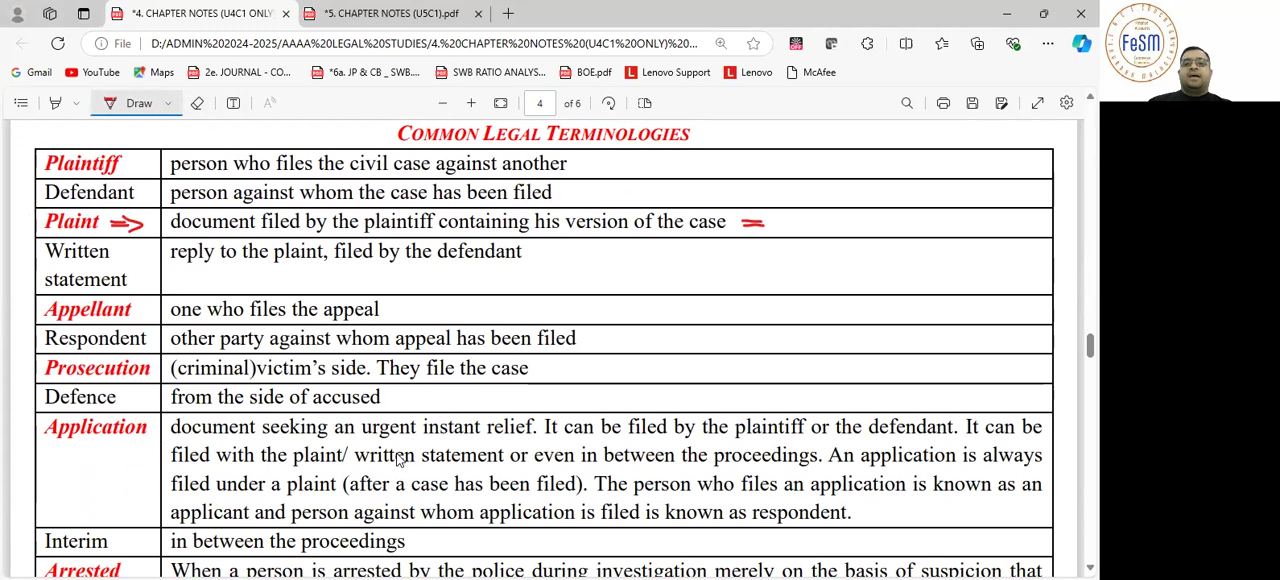 *4. CHAPTER NOTES (U4C1 ONLY)
*5. CHAPTER NOTES (U5C1).pdf
File
D:/ADMIN%202024-2025/AAAA%20LEGAL%20STUDIES/4.%20CHAPTER%20NOTES%20(U4C1%20ONLY)%...
Gmail
YouTube
Maps
2e. JOURNAL - CO...
*6a. JP & CB _ SWB...
SWB RATIO ANALYS...
BOE.pdf
Lenovo Support
Lenovo
McAfee
Draw
4 of 6
FeSM
COMMON LEGAL TERMINOLOGIES
Plaintiff person who files the civil case against another
Defendant person against whom the case has been filed
Plaint document filed by the plaintiff containing his version of the case
Written statement reply to the plaint, filed by the defendant
Appellant one who files the appeal
Respondent other party against whom appeal has been filed
Prosecution (criminal)victim's side. They file the case
Defence from the side of accused
Application document seeking an urgent instant relief. It can be filed by the plaintiff or the defendant. It can be
filed with the plaint/ written statement or even in between the proceedings. An application is always
filed under a plaint (after a case has been filed). The person who files an application is known as an
applicant and person against whom application is filed is known as respondent.
Interim in between the proceedings
Arrested When a person is arrested by the police during investigation merely on the basis of suspicion that